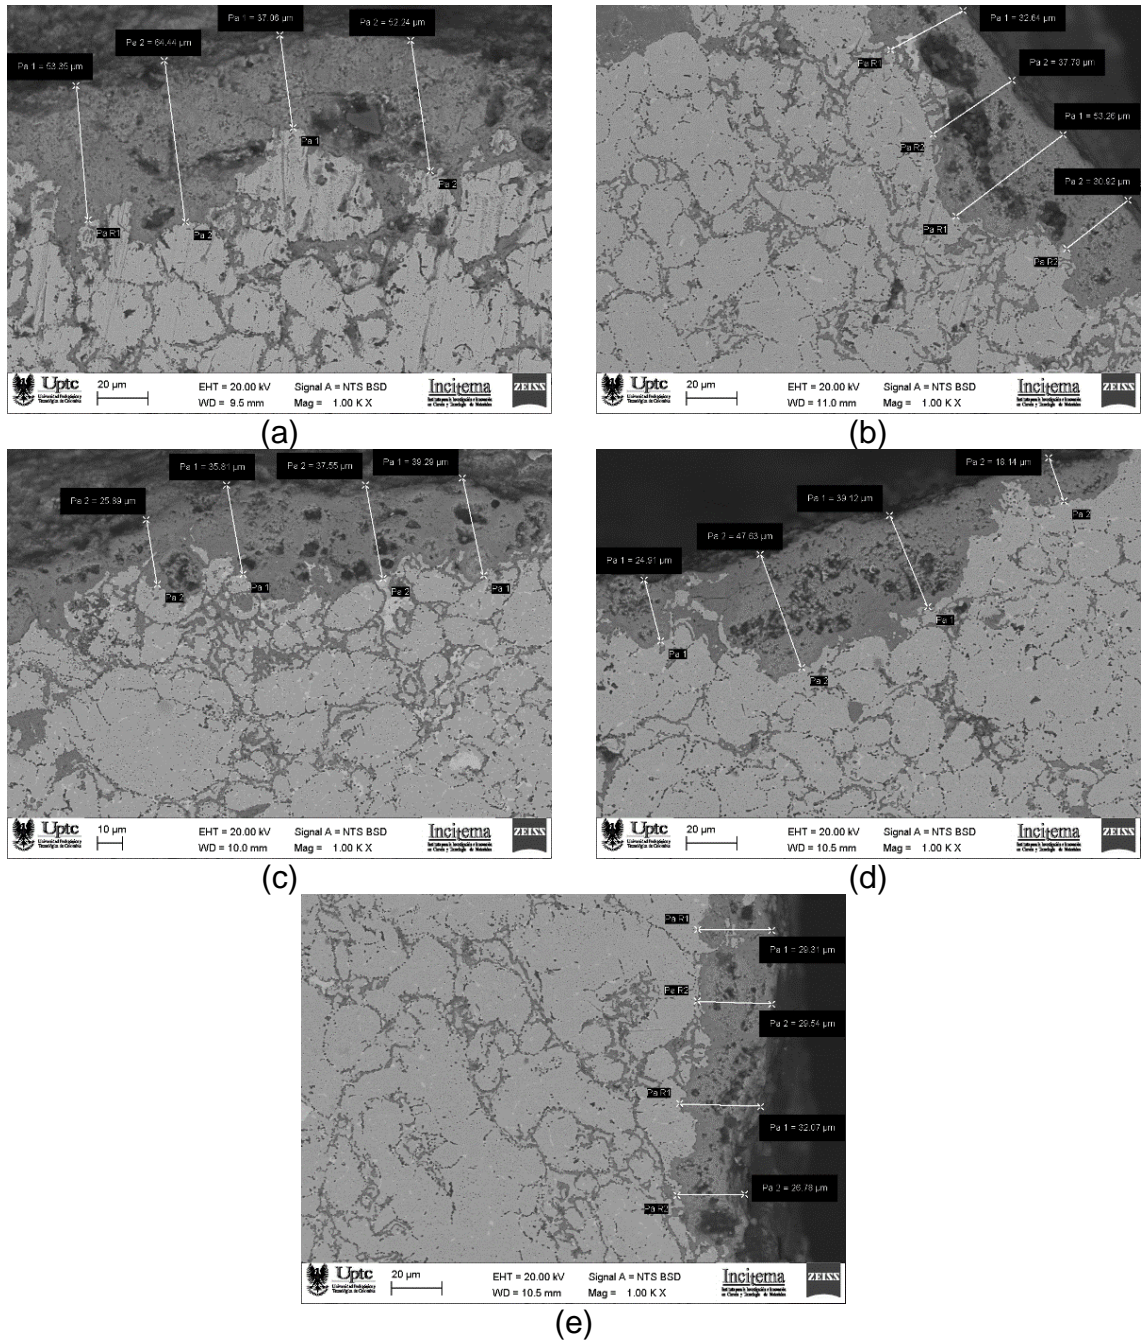 Pa 1 = 53.35 µm
Pa 2 = 64.44 µm
Pa 1 = 37.06 µm
Pa 2 = 52.24 µm
Pa 1
Pa 2
Pa R1
Pa 2
Uptc
20 µm
EHT = 20.00 kV
Signal A = NTS BSD
WD = 9.5 mm
Mag = 1.00 K X
Incitema
ZEISS
(a)
Pa 1 = 32.64 µm
Pa R1
Pa 2 = 37.78 µm
Pa 1 = 53.26 µm
Pa R2
Pa 2 = 30.92 µm
Pa R1
Pa R2
Uptc
20 µm
EHT = 20.00 kV
Signal A = NTS BSD
WD = 11.0 mm
Mag = 1.00 K X
Incitema
ZEISS
(b)
Pa 2 = 25.89 µm
Pa 1 = 35.81 µm
Pa 2 = 37.55 µm
Pa 1 = 39.29 µm
Pa 2
Pa 1
Pa 2
Pa 1
Uptc
10 µm
EHT = 20.00 kV
Signal A = NTS BSD
WD = 10.0 mm
Mag = 1.00 K X
Incitema
ZEISS
(c)
Pa 2 = 18.14 µm
Pa 1 = 39.12 µm
Pa 2 = 47.63 µm
Pa 1 = 24.91 µm
Pa 2
Pa 1
Pa 1
Pa 2
Uptc
20 µm
EHT = 20.00 kV
Signal A = NTS BSD
WD = 10.5 mm
Mag = 1.00 K X
Incitema
ZEISS
(d)
Pa R1
Pa 1 = 29.31 µm
Pa R2
Pa 2 = 29.54 µm
Pa R1
Pa 1 = 32.07 µm
Pa 2 = 26.78 µm
Pa R2
Uptc
20 µm
EHT = 20.00 kV
Signal A = NTS BSD
WD = 10.5 mm
Mag = 1.00 K X
Incitema
ZEISS
(e)